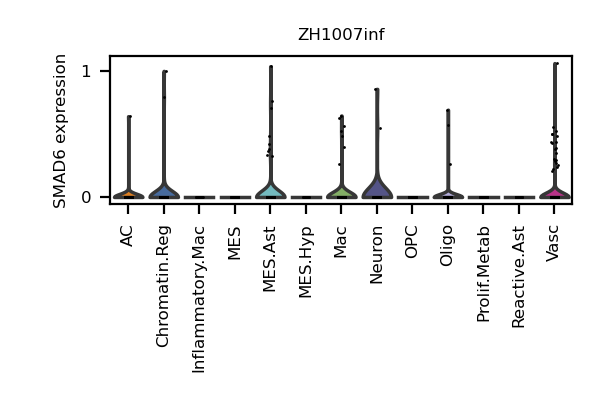 ZH1007inf
SMAD6 expression
1
0
AC
Chromatin.Reg
Inflammatory.Mac
MES
MES.Ast
MES.Hyp
Mac
Neuron
OPC
Oligo
Prolif.Metab
Reactive.Ast
Vasc